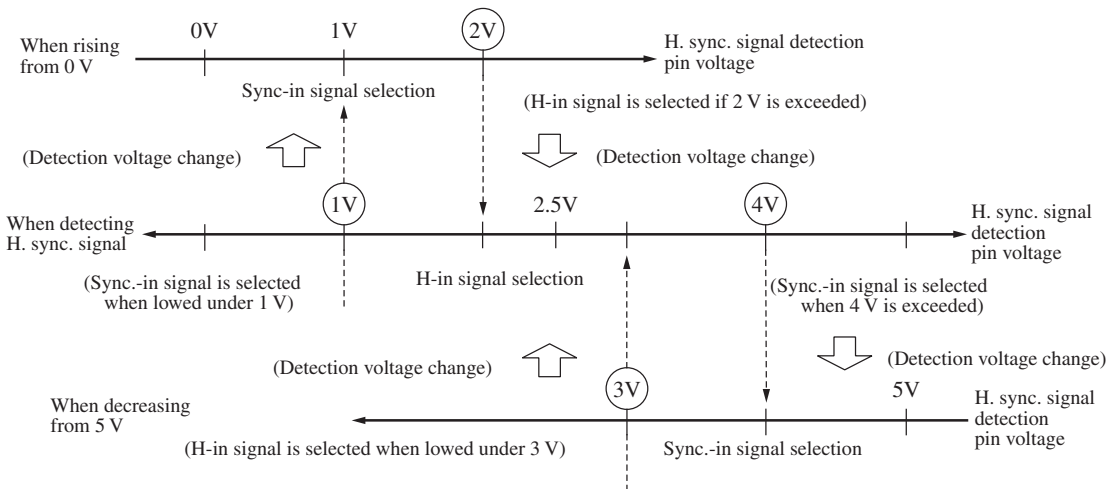 0V
1V
2V
When rising
from 0 V
H. sync. signal detection
pin voltage
Sync-in signal selection
(H-in signal is selected if 2 V is exceeded)
(Detection voltage change)
(Detection voltage change)
1V
2.5V
4V
When detecting
H. sync. signal
H. sync. signal
detection
pin voltage
(Sync.-in signal is selected
when lowed under 1 V)
H-in signal selection
(Sync.-in signal is selected
when 4 V is exceeded)
(Detection voltage change)
(Detection voltage change)
3V
5V
When decreasing
from 5 V
H. sync. signal
detection
pin voltage
(H-in signal is selected when lowed under 3 V)
Sync.-in signal selection